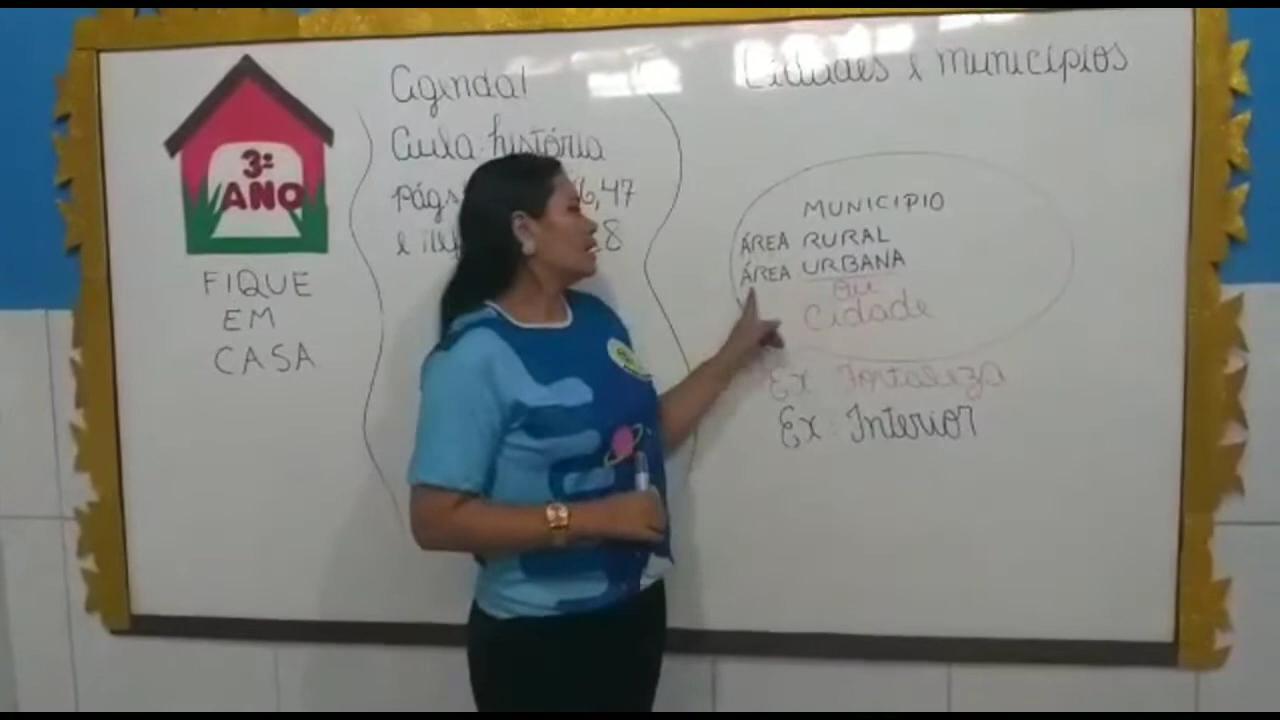 3º
ANO
FIQUE
EM
CASA
Agenda!
Aula: história
págs 6,47
e 8
Cidades e municípios
MUNICIPIO
ÁREA RURAL
ÁREA URBANA
ou
Cidade
Ex Fortaleza
Ex: Interior